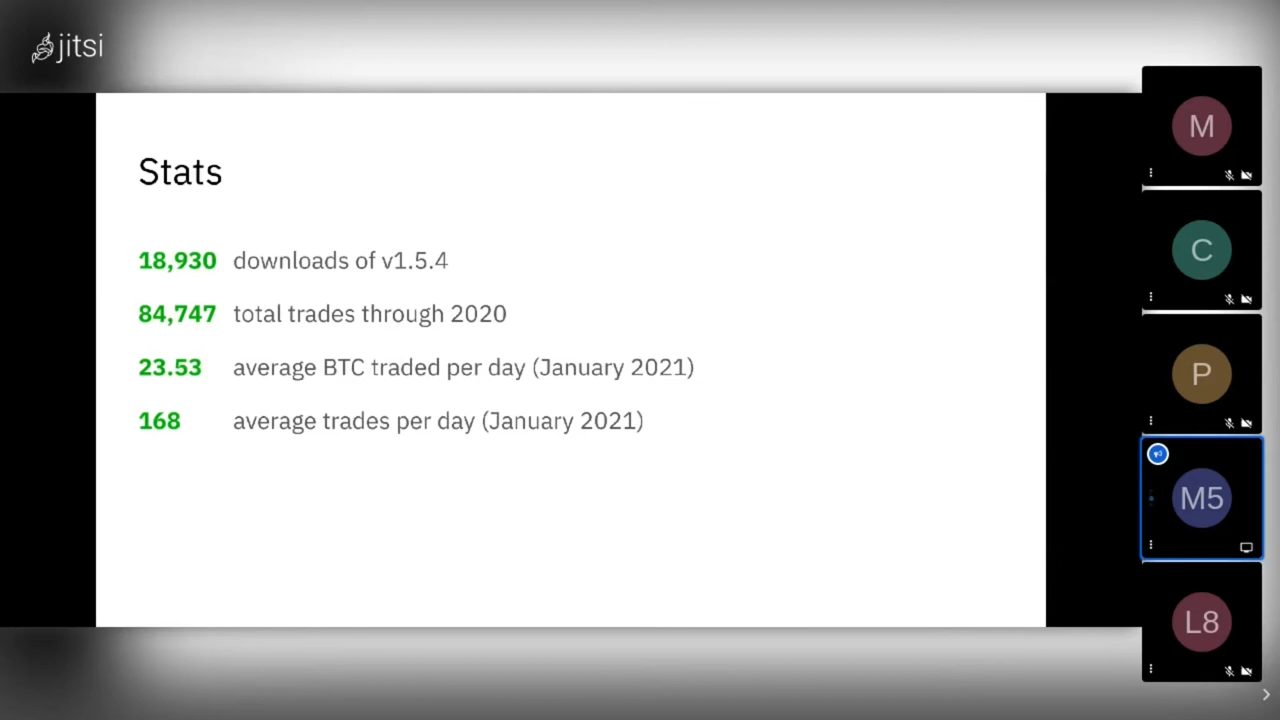 jitsi
Stats
18,930 downloads of v1.5.4
84,747 total trades through 2020
23.53 average BTC traded per day (January 2021)
168 average trades per day (January 2021)
M
C
P
M5
L8